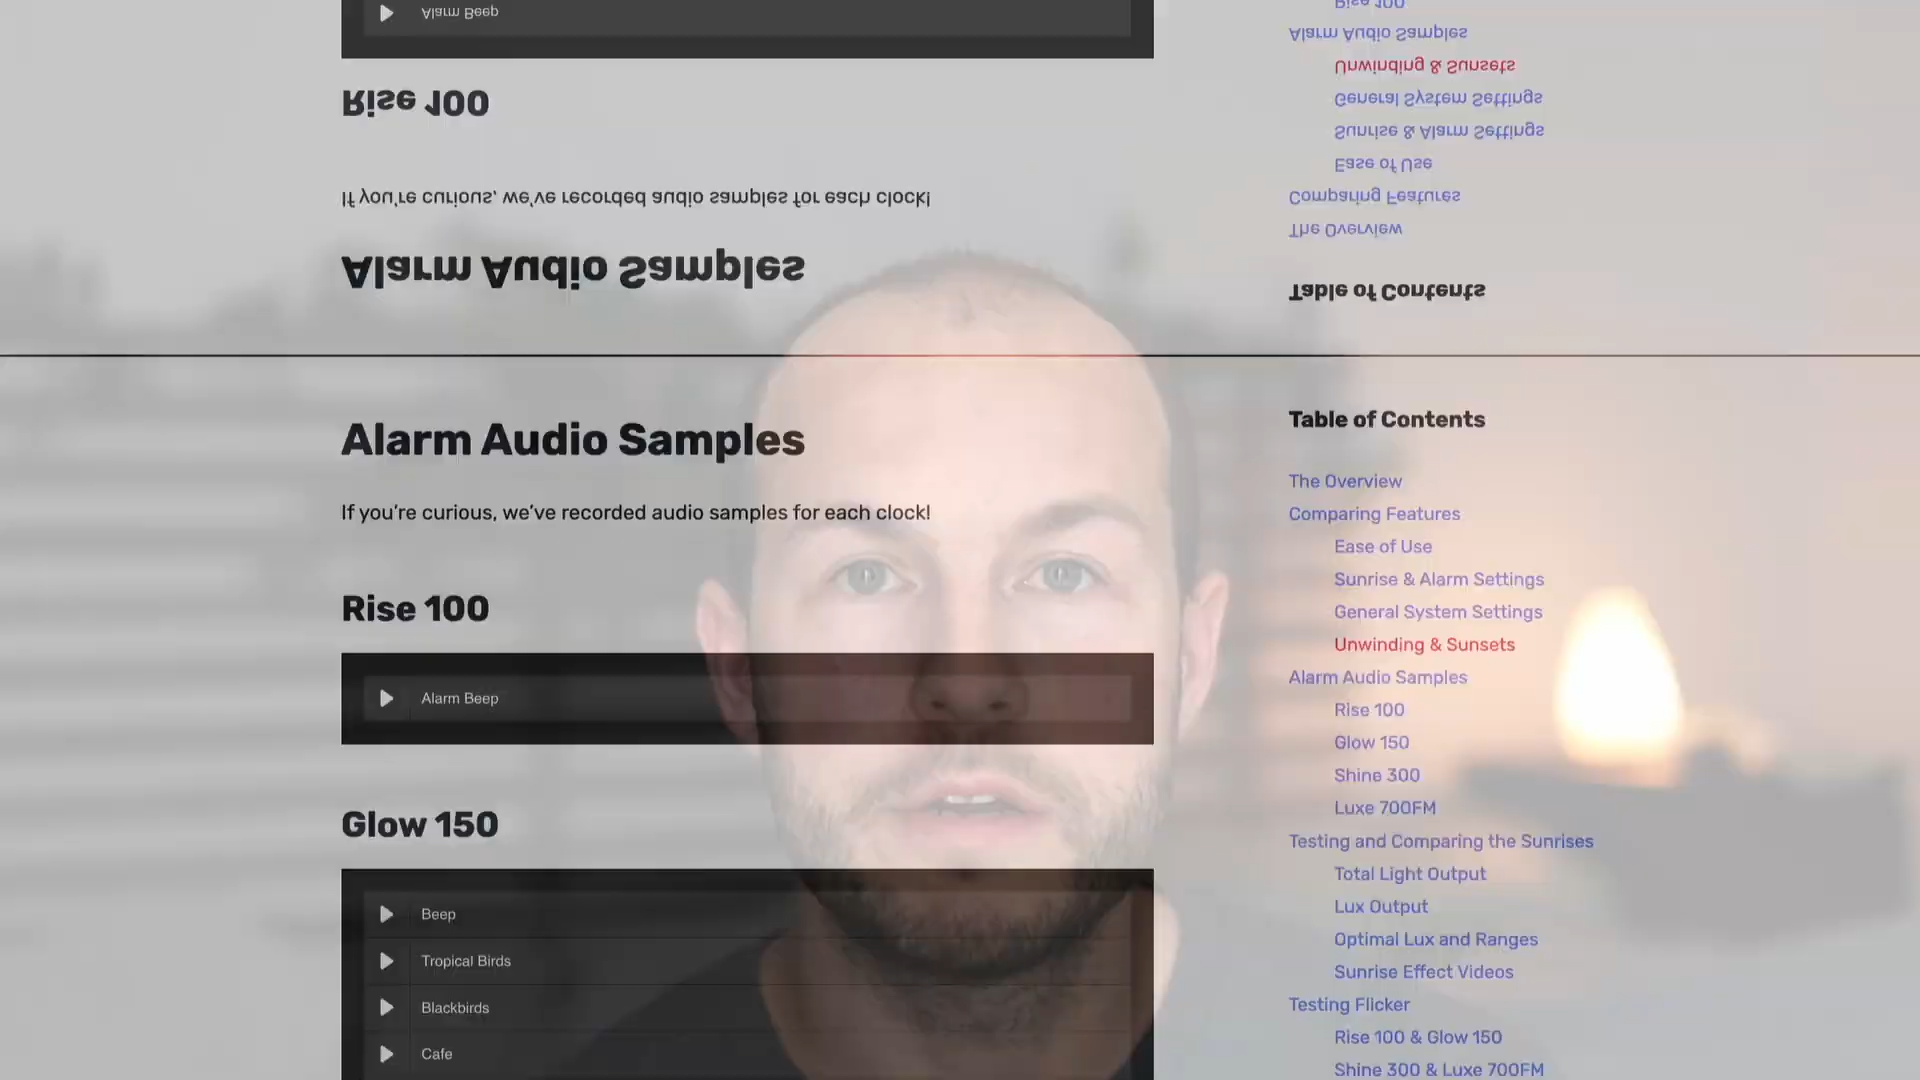 Alarm Beep
Rise 100
If you're curious, we've recorded audio samples for each clock!
Alarm Audio Samples
Rise 100
Alarm Audio Samples
Unwinding & Sunsets
General System Settings
Sunrise & Alarm Settings
Ease of Use
Comparing Features
The Overview
Table of Contents
Alarm Audio Samples
If you're curious, we've recorded audio samples for each clock!
Rise 100
Alarm Beep
Glow 150
Beep
Tropical Birds
Blackbirds
Cafe
Table of Contents
The Overview
Comparing Features
Ease of Use
Sunrise & Alarm Settings
General System Settings
Unwinding & Sunsets
Alarm Audio Samples
Rise 100
Glow 150
Shine 300
Luxe 700FM
Testing and Comparing the Sunrises
Total Light Output
Lux Output
Optimal Lux and Ranges
Sunrise Effect Videos
Testing Flicker
Rise 100 & Glow 150
Shine 300 & Luxe 700FM